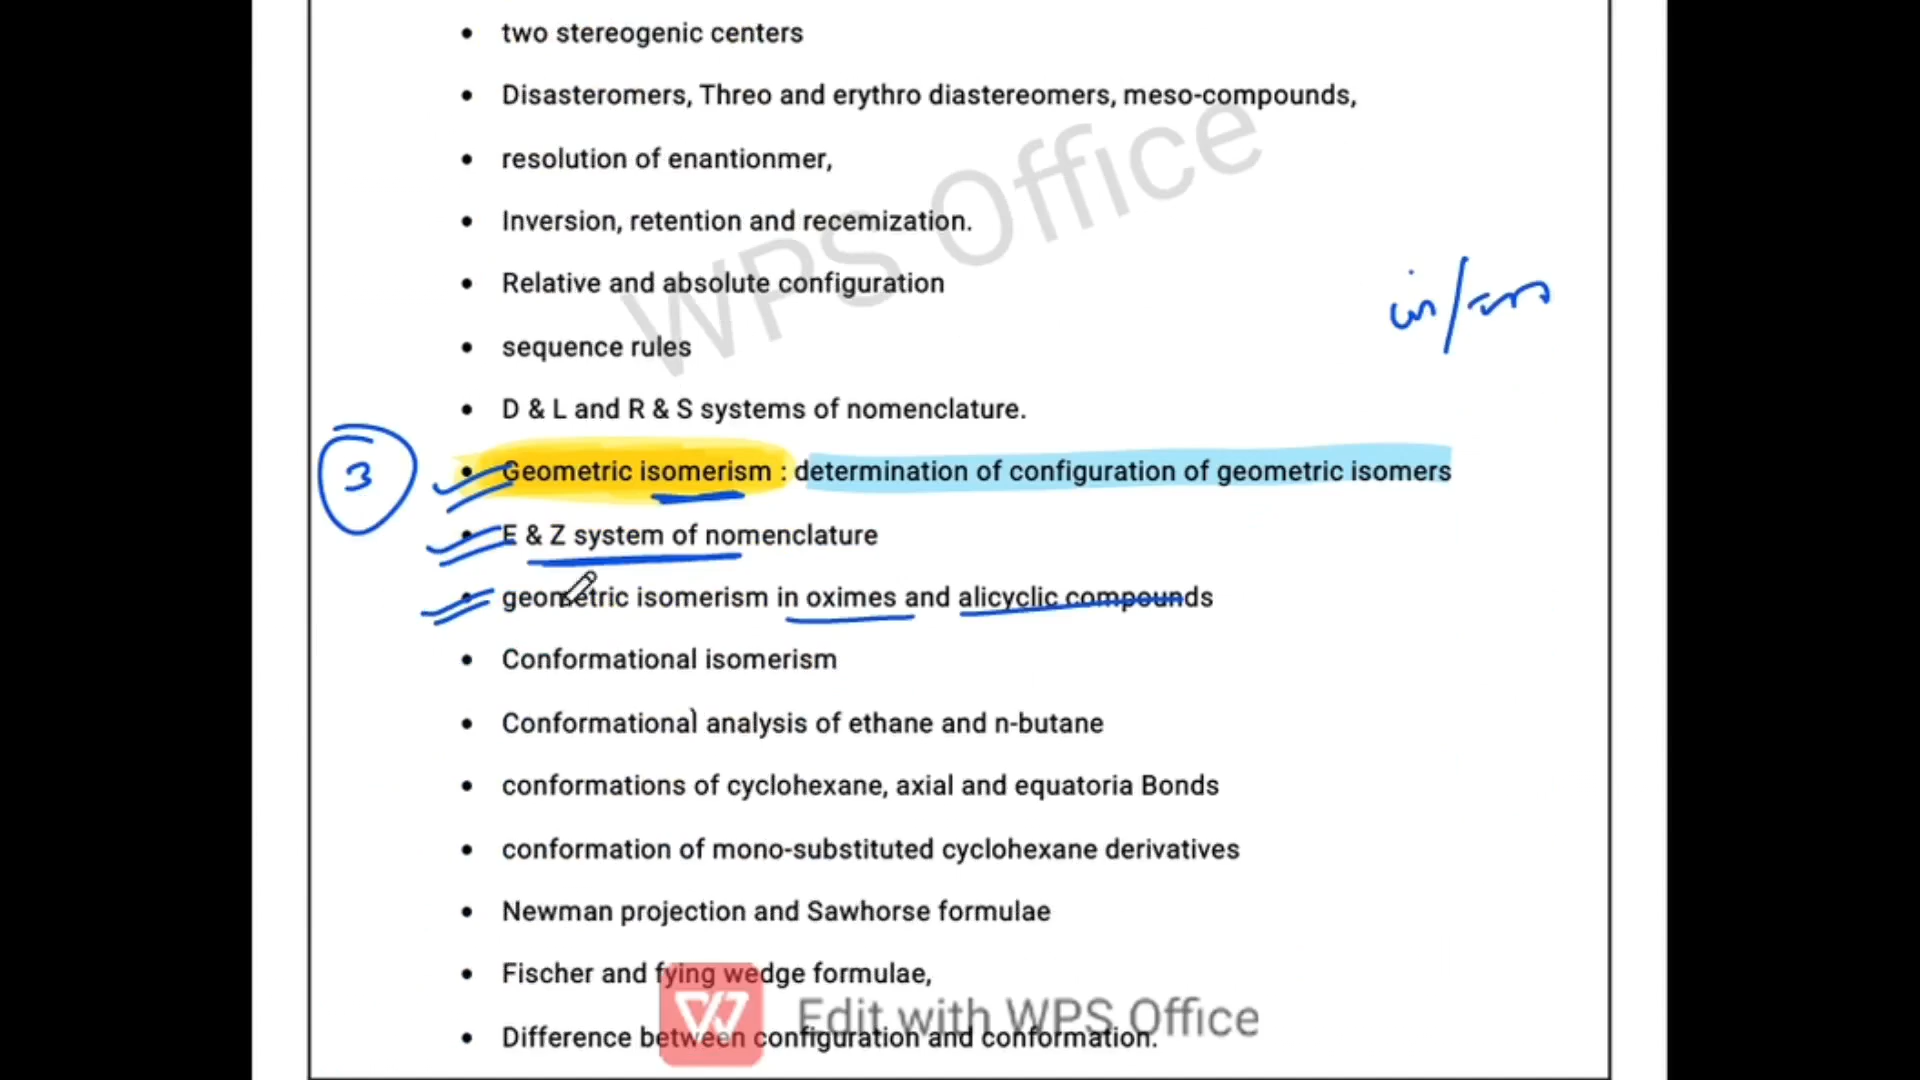 • two stereogenic centers
• Disasteromers, Threo and erythro diastereomers, meso-compounds,
• resolution of enantionmer,
• Inversion, retention and recemization.
• Relative and absolute configuration
• sequence rules
• D & L and R & S systems of nomenclature.
3
• Geometric isomerism : determination of configuration of geometric isomers
• E & Z system of nomenclature
• geometric isomerism in oximes and alicyclic compounds
• Conformational isomerism
• Conformational analysis of ethane and n-butane
• conformations of cyclohexane, axial and equatoria Bonds
• conformation of mono-substituted cyclohexane derivatives
• Newman projection and Sawhorse formulae
• Fischer and fying wedge formulae,
• Difference between configuration and conformation.
WPS Office
Edit with WPS Office